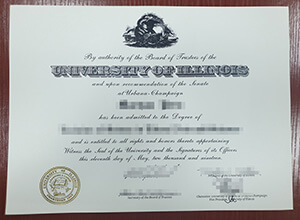 By authority of the Board of Trustees of the
UNIVERSITY OF ILLINOIS
and upon recommendation of the Senate
at Urbana-Champaign
has been admitted to the Degree of
and is entitled to all rights and honors thereto appertaining
Witness the Seal of the University and the Signatures of its Officers
this eleventh day of May, two thousand and nineteen